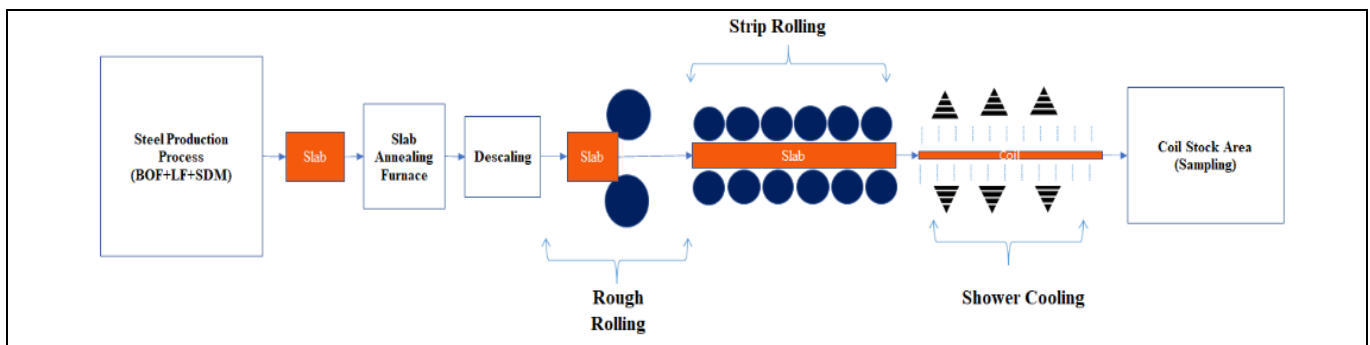 Strip Rolling
Steel Production
Process
(BOF+LF+SDM)
Slab
Slab
Annealing
Furnace
Descaling
Slab
Slab
Coil
Coil Stock Area
(Sampling)
Rough
Rolling
Shower Cooling